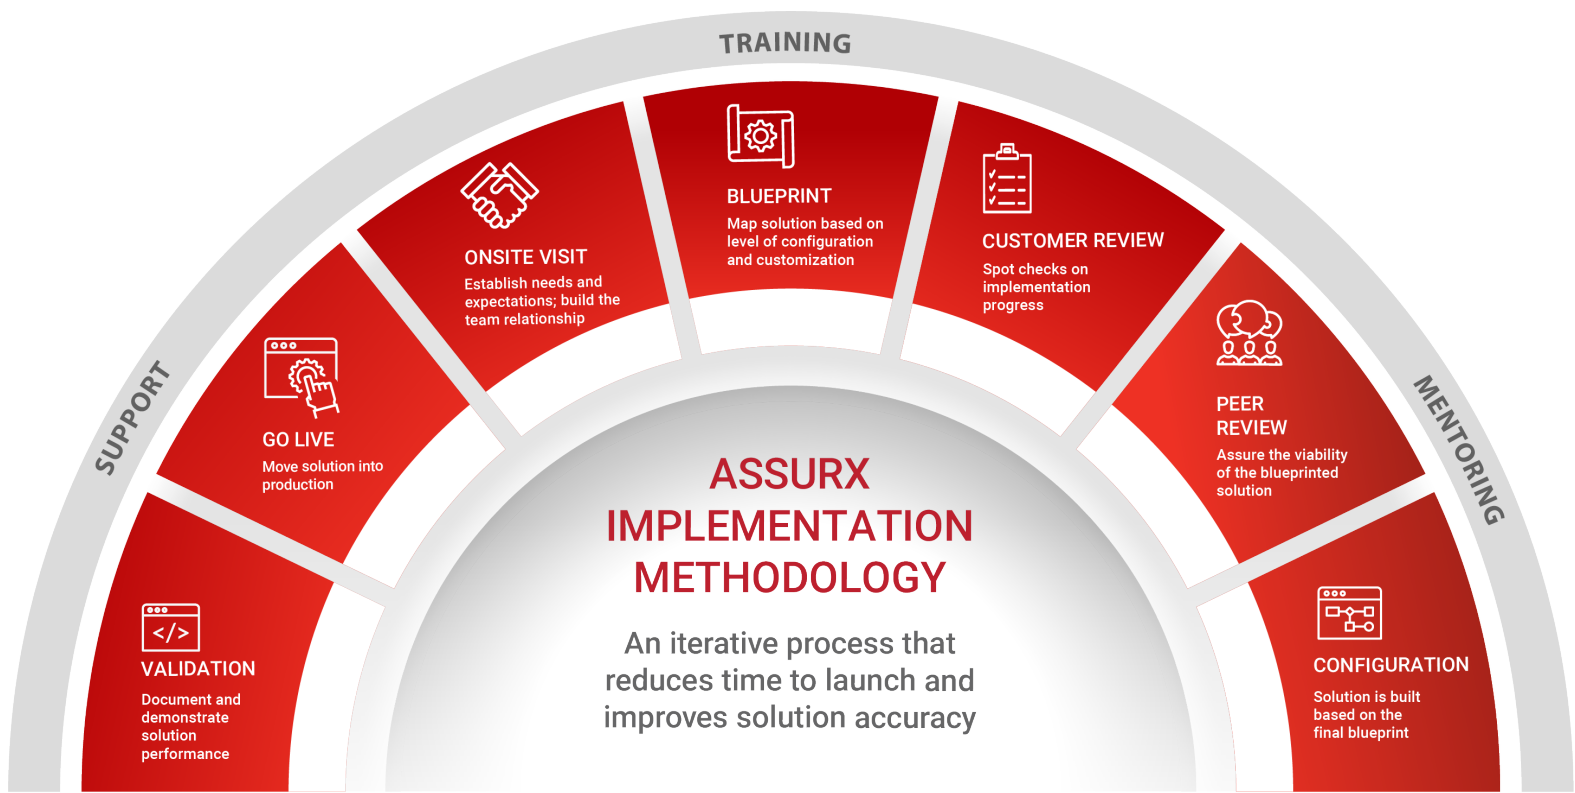 TRAINING
SUPPORT
MENTORING
VALIDATION
Document and
demonstrate
solution
performance
GO LIVE
Move solution into
production
ONSITE VISIT
Establish needs and
expectations; build the
team relationship
BLUEPRINT
Map solution based on
level of configuration
and customization
CUSTOMER REVIEW
Spot checks on
implementation
progress
PEER
REVIEW
Assure the viability
of the blueprinted
solution
CONFIGURATION
Solution is built
based on the
final blueprint
ASSURX
IMPLEMENTATION
METHODOLOGY
An iterative process that
reduces time to launch and
improves solution accuracy